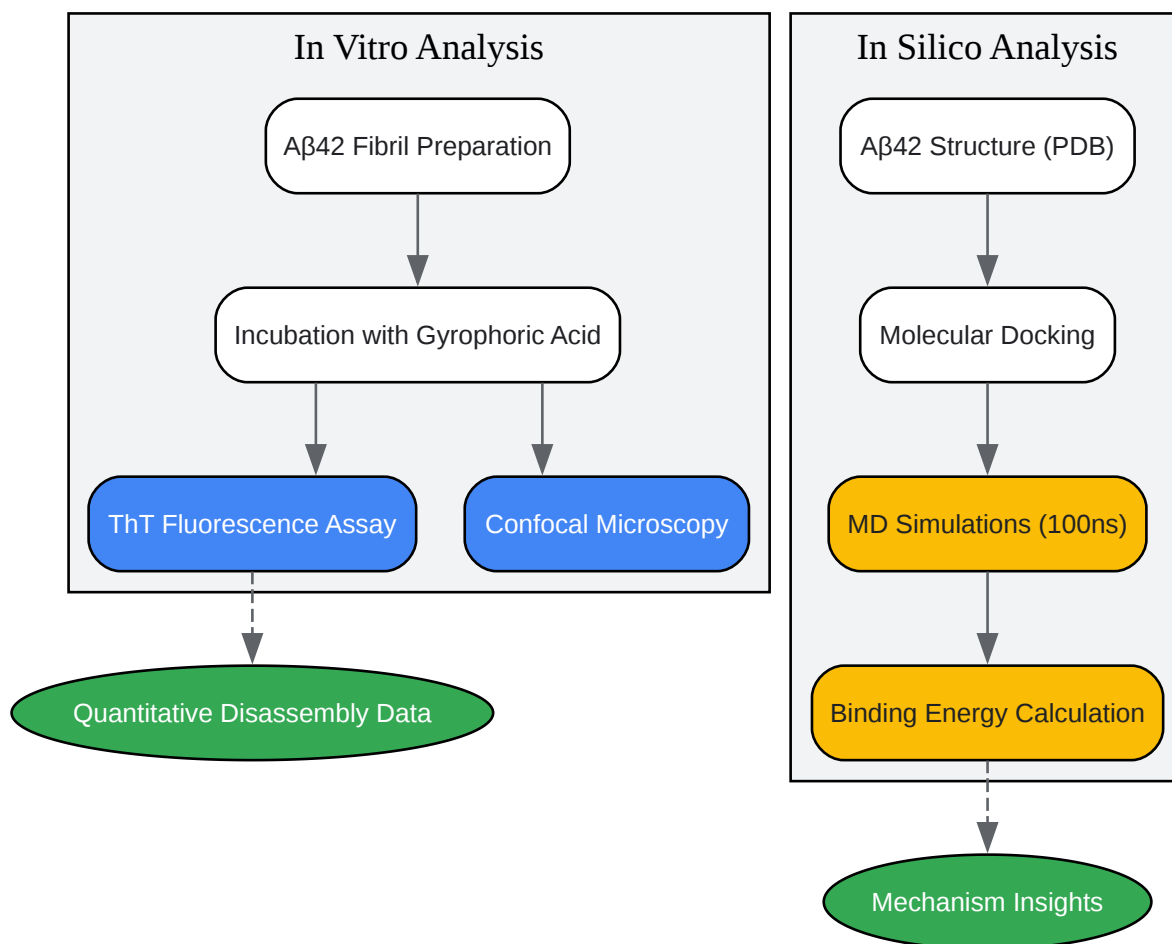 In Vitro Analysis
Aβ42 Fibril Preparation
Incubation with Gyrophoric Acid
ThT Fluorescence Assay
Confocal Microscopy
Quantitative Disassembly Data
In Silico Analysis
Aβ42 Structure (PDB)
Molecular Docking
MD Simulations (100ns)
Binding Energy Calculation
Mechanism Insights